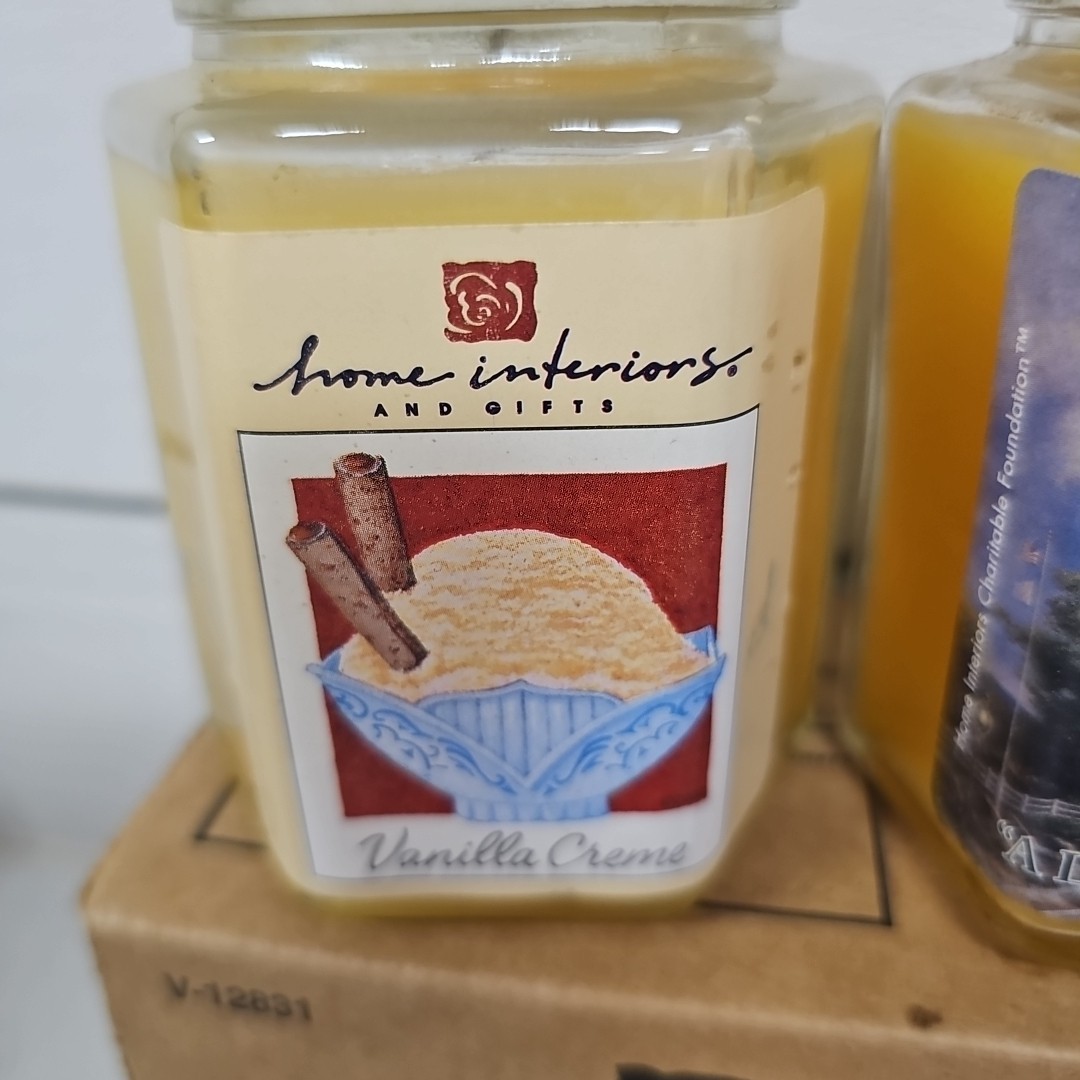 home interiors®
AND GIFTS
Vanilla Creme
Home Interiors Charitable Foundation™
V-12831